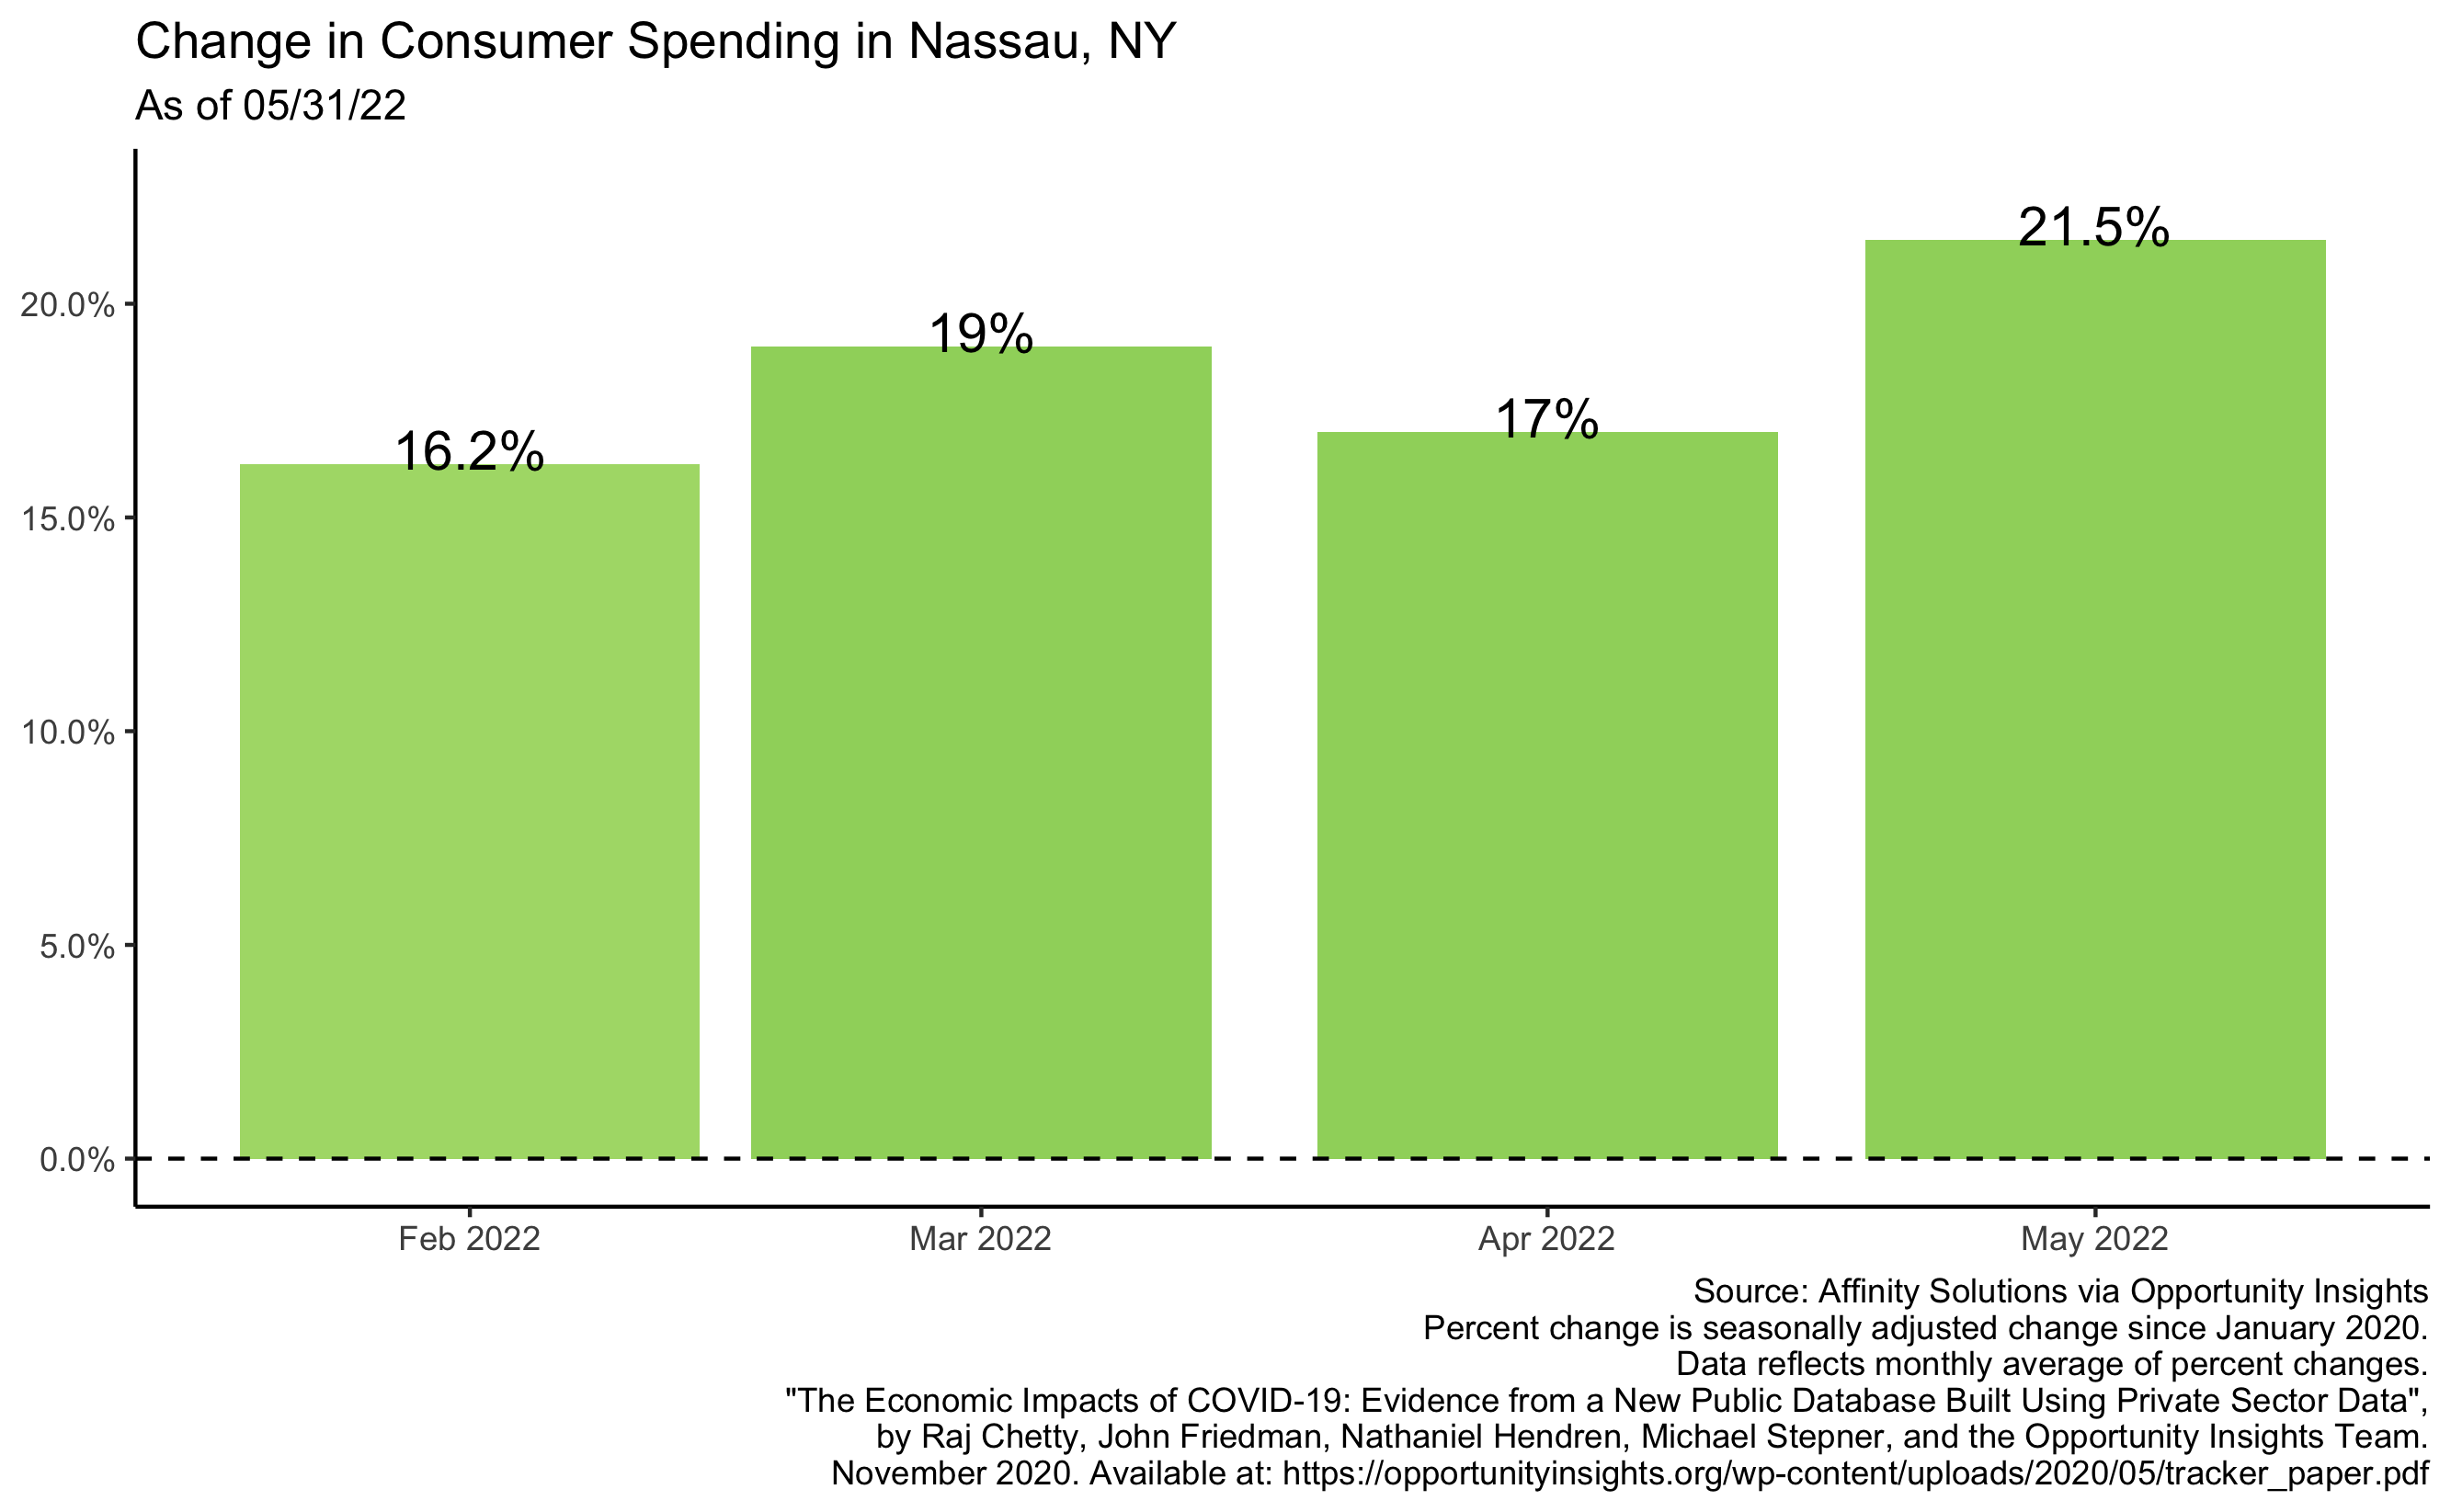 Change in Consumer Spending in Nassau, NY
As of 05/31/22
21.5%
20.0%
19%
17%
16.2%
15.0%
10.0%
5.0%
0.0%
Feb 2022 Mar 2022 Apr 2022 May 2022
Source: Affinity Solutions via Opportunity Insights
Percent change is seasonally adjusted change since January 2020.
Data reflects monthly average of percent changes.
"The Economic Impacts of COVID-19: Evidence from a New Public Database Built Using Private Sector Data",
by Raj Chetty, John Friedman, Nathaniel Hendren, Michael Stepner, and the Opportunity Insights Team.
November 2020. Available at: https://opportunityinsights.org/wp-content/uploads/2020/05/tracker_paper.pdf